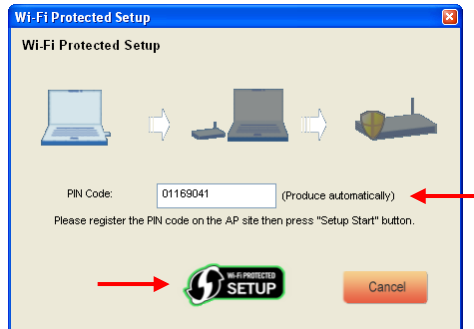 Wi-Fi Protected Setup
Wi-Fi Protected Setup
PIN Code: 01169041 (Produce automatically)
Please register the PIN code on the AP site then press "Setup Start" button.
WI-FI PROTECTED
SETUP
Cancel